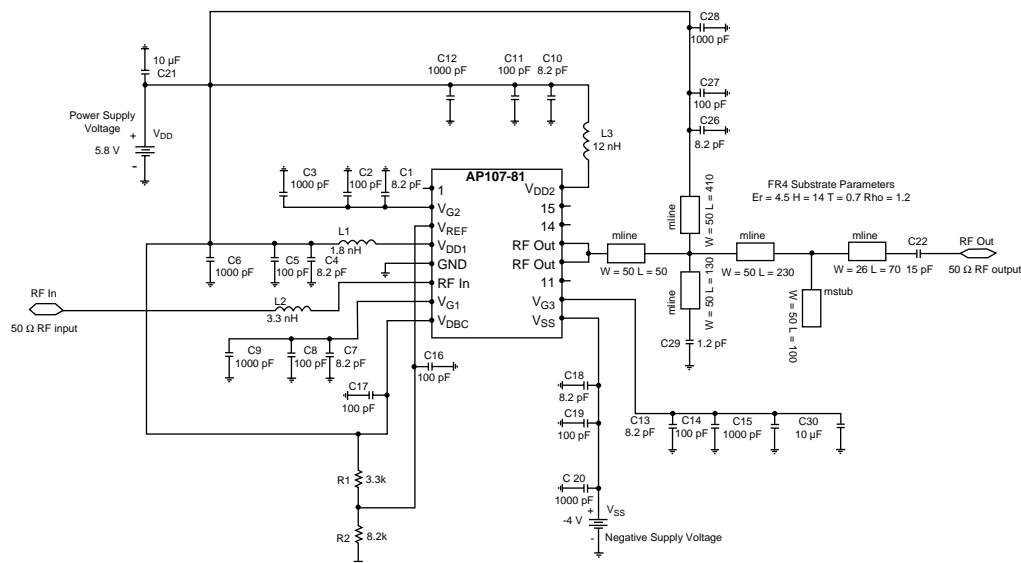 C28
1000 pF
10 µF
C21
C12
1000 pF
C11
100 pF
C10
8.2 pF
C27
100 pF
C26
8.2 pF
Power Supply
Voltage
+
V_DD
5.8 V
-
L3
12 nH
C3
1000 pF
C2
100 pF
C1
8.2 pF
AP107-81
1
V_G2
V_REF
V_DD1
GND
RF In
V_G1
V_DBC
V_DD2
15
14
RF Out
RF Out
11
V_G3
V_SS
FR4 Substrate Parameters
Er = 4.5 H = 14 T = 0.7 Rho = 1.2
mline
W = 50 L = 410
mline
W = 50 L = 50
mline
W = 50 L = 230
mline
W = 26 L = 70
C22
15 pF
RF Out
50 Ω RF output
mline
W = 50 L = 130
mstub
W = 50 L = 100
C29
1.2 pF
L1
1.8 nH
C6
1000 pF
C5
100 pF
C4
8.2 pF
RF In
50 Ω RF input
L2
3.3 nH
C9
1000 pF
C8
100 pF
C7
8.2 pF
C16
100 pF
C17
100 pF
C18
8.2 pF
C19
100 pF
C 20
1000 pF
C13
8.2 pF
C14
100 pF
C15
1000 pF
C30
10 µF
R1
3.3k
R2
8.2k
+
V_SS
-4 V
-
Negative Supply Voltage